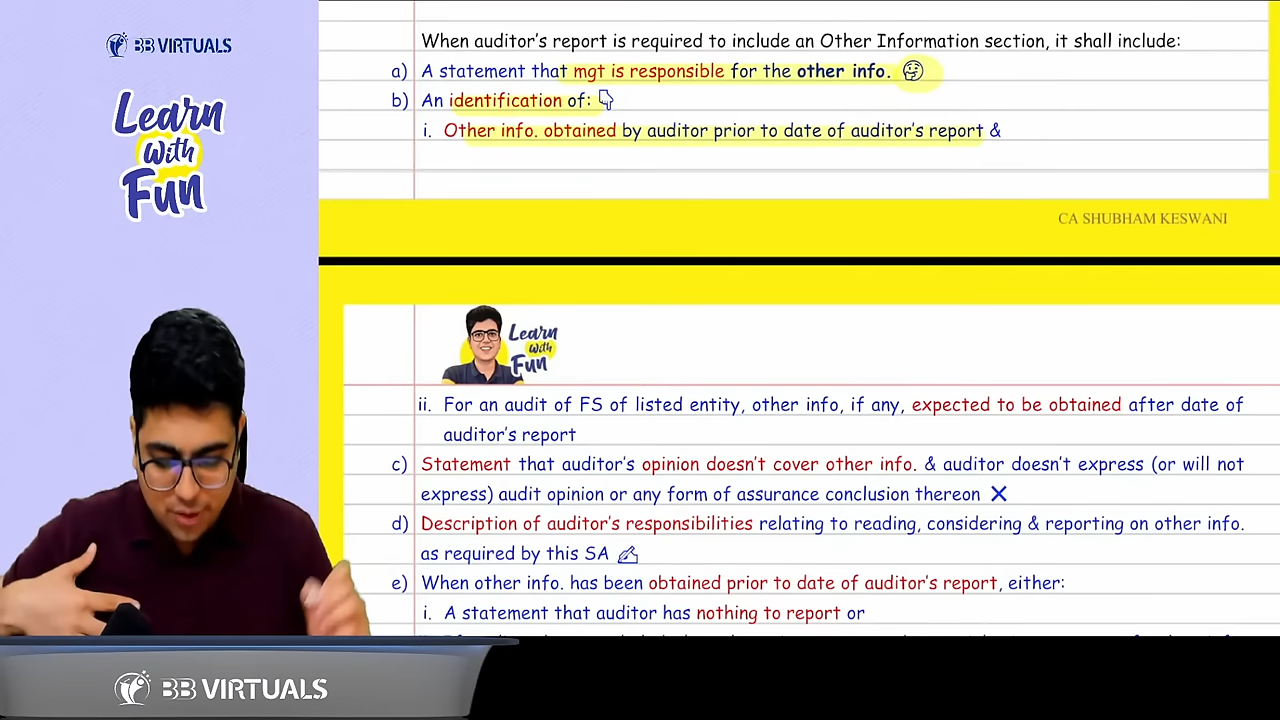 BB VIRTUALS
Learn
With
Fun
When auditor's report is required to include an Other Information section, it shall include:
a) A statement that mgt is responsible for the other info.
b) An identification of:
i. Other info. obtained by auditor prior to date of auditor's report &
CA SHUBHAM KESWANI
Learn
With
Fun
ii. For an audit of FS of listed entity, other info, if any, expected to be obtained after date of
auditor's report
c) Statement that auditor's opinion doesn't cover other info. & auditor doesn't express (or will not
express) audit opinion or any form of assurance conclusion thereon
d) Description of auditor's responsibilities relating to reading, considering & reporting on other info.
as required by this SA
e) When other info. has been obtained prior to date of auditor's report, either:
i. A statement that auditor has nothing to report or
BB VIRTUALS